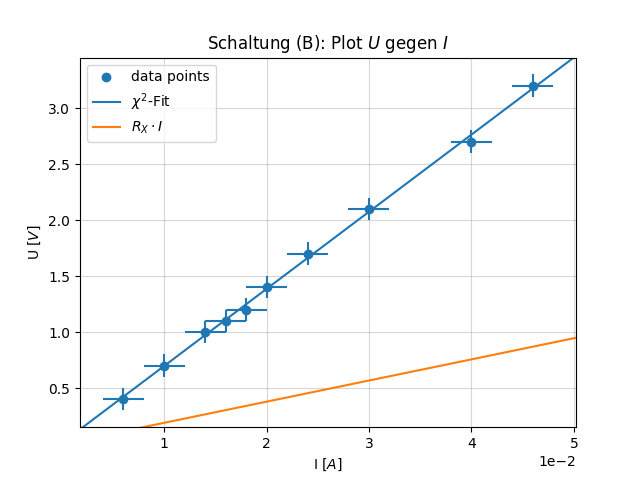 Schaltung (B): Plot U gegen I
data points
χ²-Fit
R_X · I
U [V]
3.0
2.5
2.0
1.5
1.0
0.5
1 2 3 4 5
1e−2
I [A]